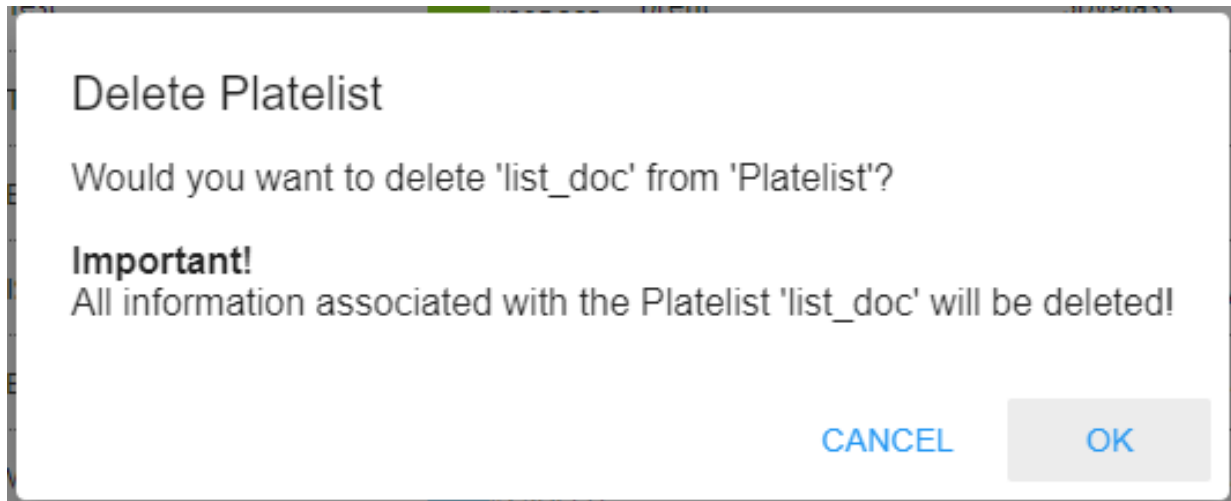 Delete Platelist
Would you want to delete 'list_doc' from 'Platelist'?
Important!
All information associated with the Platelist 'list_doc' will be deleted!
CANCEL
OK